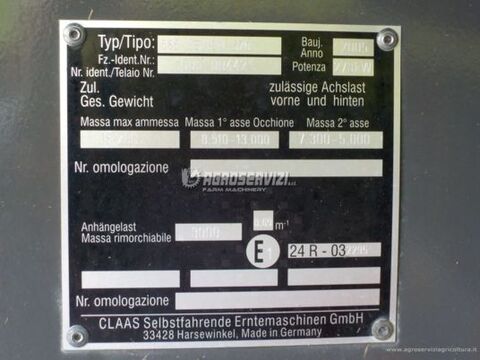 Typ/Tipo:
Bauj. Anno 2005
Fz.-Ident.Nr.:
Nr. ident./Telaio Nr.
Potenza
Zul. Ges. Gewicht
zulässige Achslast vorne und hinten
Massa max ammessa
Massa 1° asse Occhione
Massa 2° asse
8.510-13.000
7.300-5.000
Nr. omologazione
AGROSERVIZI s.r.l.
FARM MACHINERY
Anhängelast
Massa rimorchiabile
3000
m⁻¹
E 1
24 R - 03
Nr. omologazione
CLAAS Selbstfahrende Erntemaschinen GmbH
33428 Harsewinkel, Made in Germany
www.agroserviziagricoltura.it